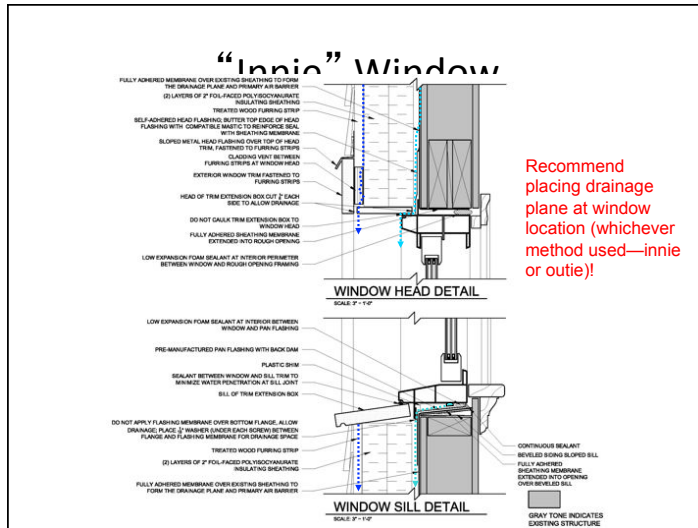 “Innie” Window
FULLY ADHERED MEMBRANE OVER EXISTING SHEATHING TO FORM
THE DRAINAGE PLANE AND PRIMARY AIR BARRIER
(2) LAYERS OF 2" FOIL-FACED POLYISOCYANURATE
INSULATING SHEATHING
TREATED WOOD FURRING STRIP
SELF-ADHERED HEAD FLASHING; BUTTER TOP EDGE OF HEAD
FLASHING WITH COMPATIBLE MASTIC TO REINFORCE SEAL
WITH SHEATHING MEMBRANE
SLOPED METAL HEAD FLASHING OVER TOP OF HEAD
TRIM, FASTENED TO FURRING STRIPS
CLADDING VENT BETWEEN
FURRING STRIPS AT WINDOW HEAD
EXTERIOR WINDOW TRIM FASTENED TO
FURRING STRIPS
HEAD OF TRIM EXTENSION BOX CUT EACH
SIDE TO ALLOW DRAINAGE
DO NOT CAULK TRIM EXTENSION BOX TO
WINDOW HEAD
FULLY ADHERED SHEATHING MEMBRANE
EXTENDED INTO ROUGH OPENING
LOW EXPANSION FOAM SEALANT AT INTERIOR PERIMETER
BETWEEN WINDOW AND ROUGH OPENING FRAMING
WINDOW HEAD DETAIL
SCALE: 3" = 1'-0"
Recommend
placing drainage
plane at window
location (whichever
method used—innie
or outie)!
LOW EXPANSION FOAM SEALANT AT INTERIOR BETWEEN
WINDOW AND PAN FLASHING
PRE-MANUFACTURED PAN FLASHING WITH BACK DAM
PLASTIC SHIM
SEALANT BETWEEN WINDOW AND SILL TRIM TO
MINIMIZE WATER PENETRATION AT SILL JOINT
SILL OF TRIM EXTENSION BOX
DO NOT APPLY FLASHING MEMBRANE OVER BOTTOM FLANGE, ALLOW
DRAINAGE; PLACE WASHER (UNDER EACH SCREW) BETWEEN
FLANGE AND FLASHING MEMBRANE FOR DRAINAGE SPACE
TREATED WOOD FURRING STRIP
(2) LAYERS OF 2" FOIL-FACED POLYISOCYANURATE
INSULATING SHEATHING
FULLY ADHERED MEMBRANE OVER EXISTING SHEATHING TO
FORM THE DRAINAGE PLANE AND PRIMARY AIR BARRIER
CONTINUOUS SEALANT
BEVELED SIDING SLOPED SILL
FULLY ADHERED
SHEATHING MEMBRANE
EXTENDED INTO OPENING
OVER BEVELED SILL
GRAY TONE INDICATES
EXISTING STRUCTURE
WINDOW SILL DETAIL
SCALE: 3" = 1'-0"